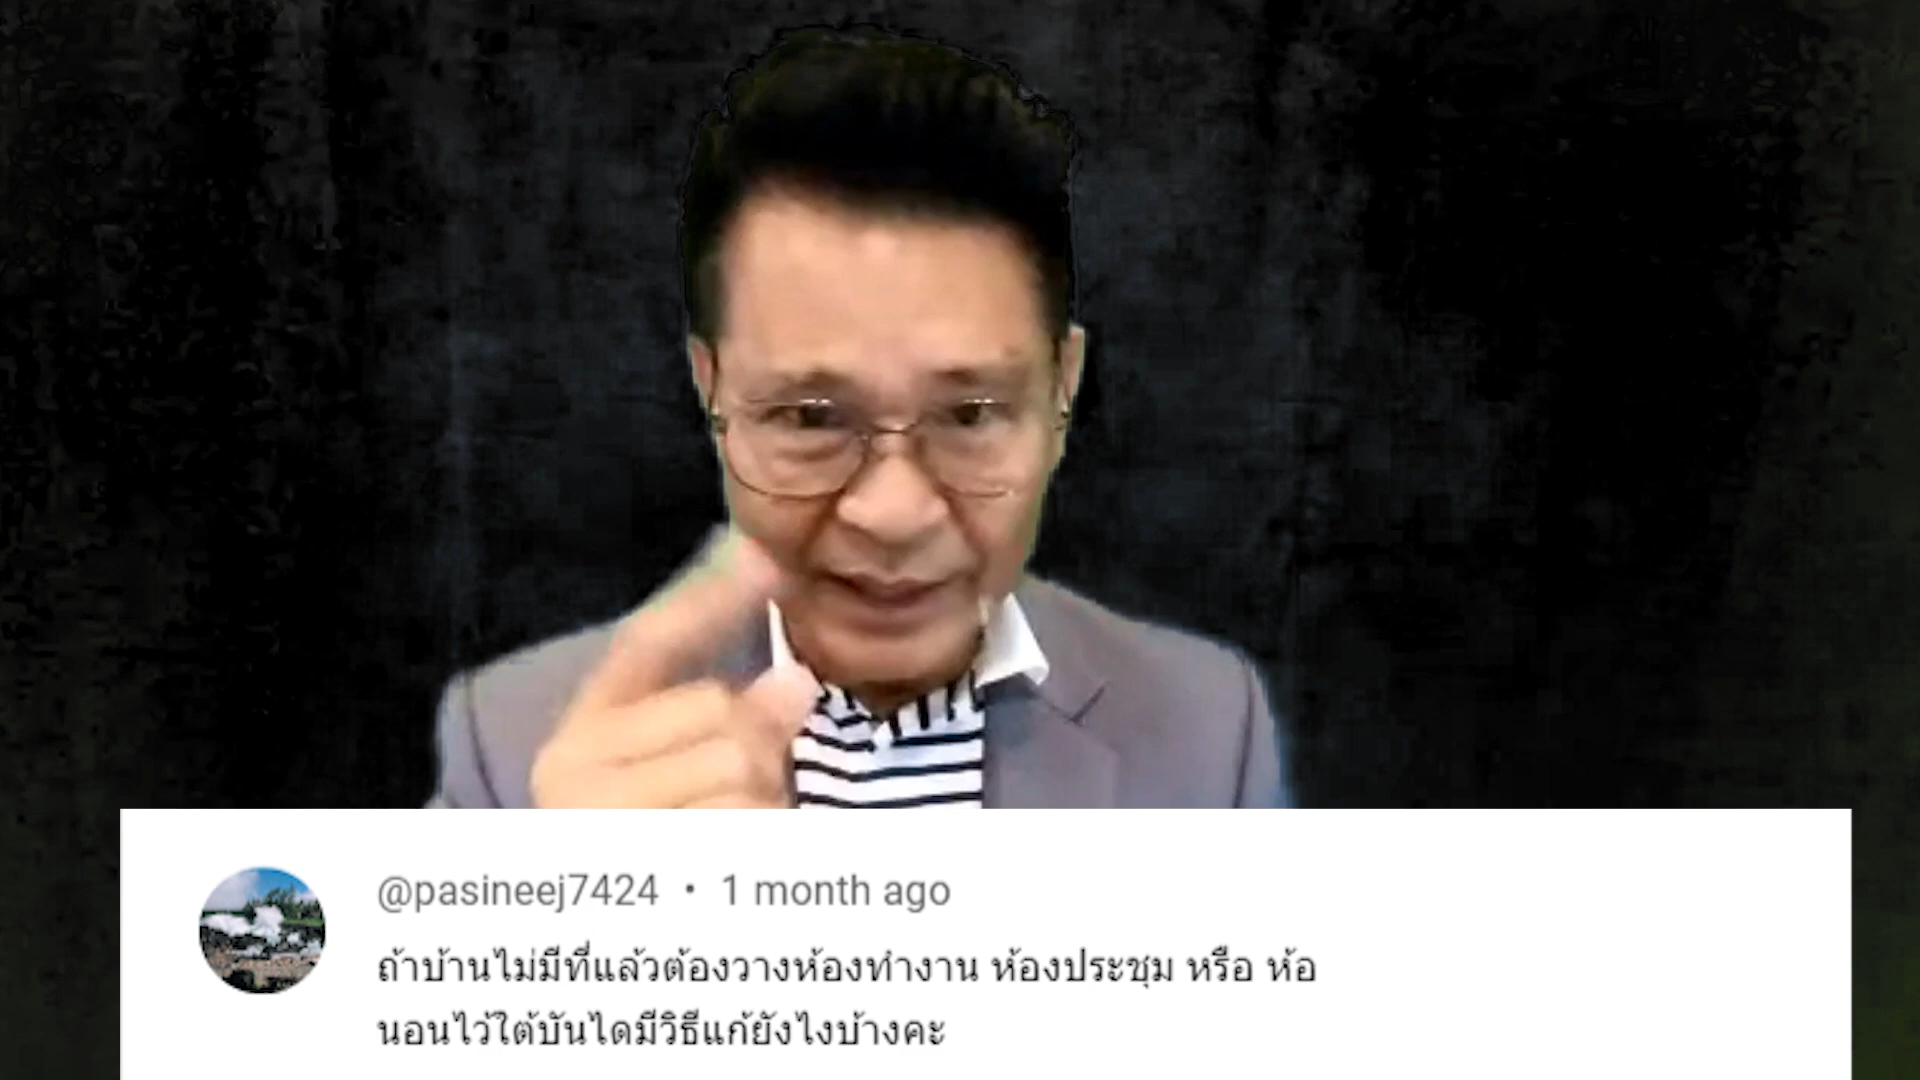 @pasineej7424 • 1 month ago
ถ้าบ้านไม่มีที่แล้วต้องวางห้องทำงาน ห้องประชุม หรือ ห้อ
นอนไว้ใต้บันไดมีวิธีแก้ยังไงบ้างคะ